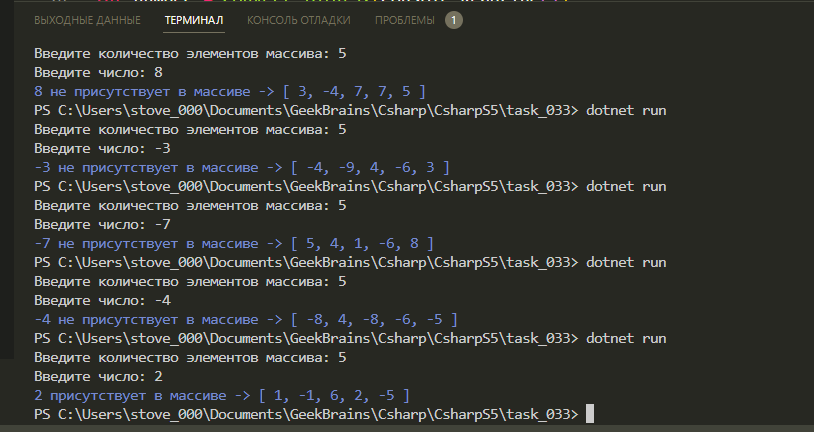 ВЫХОДНЫЕ ДАННЫЕ ТЕРМИНАЛ КОНСОЛЬ ОТЛАДКИ ПРОБЛЕМЫ 1
Введите количество элементов массива: 5
Введите число: 8
8 не присутствует в массиве -> [ 3, -4, 7, 7, 5 ]
PS C:\Users\stove_000\Documents\GeekBrains\Csharp\CsharpS5\task_033> dotnet run
Введите количество элементов массива: 5
Введите число: -3
-3 не присутствует в массиве -> [ -4, -9, 4, -6, 3 ]
PS C:\Users\stove_000\Documents\GeekBrains\Csharp\CsharpS5\task_033> dotnet run
Введите количество элементов массива: 5
Введите число: -7
-7 не присутствует в массиве -> [ 5, 4, 1, -6, 8 ]
PS C:\Users\stove_000\Documents\GeekBrains\Csharp\CsharpS5\task_033> dotnet run
Введите количество элементов массива: 5
Введите число: -4
-4 не присутствует в массиве -> [ -8, 4, -8, -6, -5 ]
PS C:\Users\stove_000\Documents\GeekBrains\Csharp\CsharpS5\task_033> dotnet run
Введите количество элементов массива: 5
Введите число: 2
2 присутствует в массиве -> [ 1, -1, 6, 2, -5 ]
PS C:\Users\stove_000\Documents\GeekBrains\Csharp\CsharpS5\task_033>